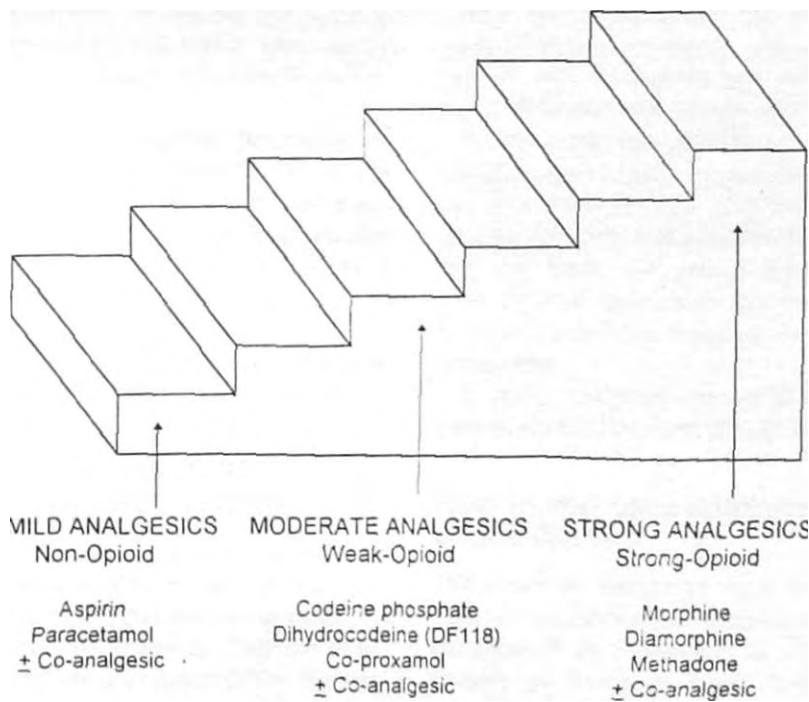 MILD ANALGESICS
Non-Opioid
Aspirin
Paracetamol
± Co-analgesic
MODERATE ANALGESICS
Weak-Opioid
Codeine phosphate
Dihydrocodeine (DF118)
Co-proxamol
± Co-analgesic
STRONG ANALGESICS
Strong-Opioid
Morphine
Diamorphine
Methadone
± Co-analgesic